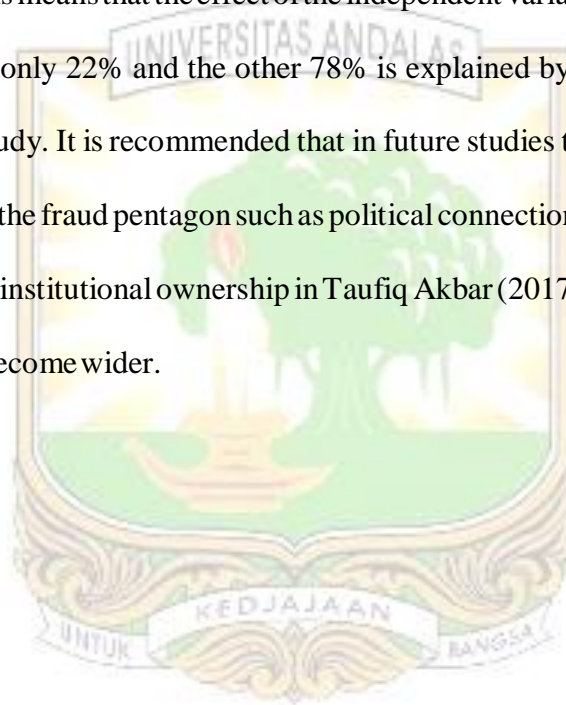 s means that the effect of the independent varia
UNIVERSITAS ANDALAS
only 22% and the other 78% is explained by
udy. It is recommended that in future studies t
the fraud pentagon such as political connection
institutional ownership in Taufiq Akbar (2017
ecome wider.
KEDJAJAAN
UNTUK
BANGSA